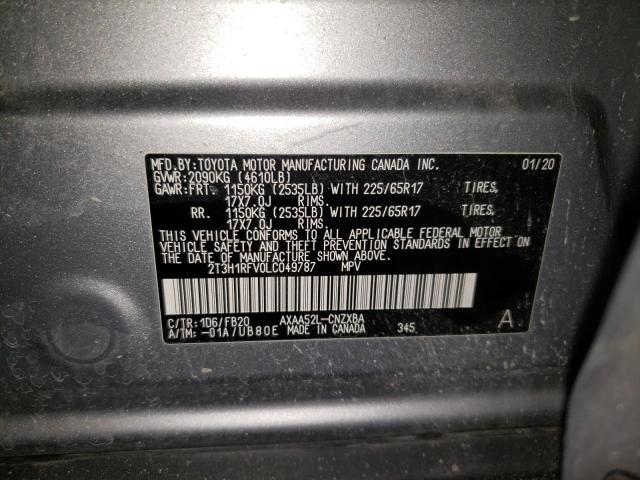 MFD.BY:TOYOTA MOTOR MANUFACTURING CANADA INC. 01/20
GVWR:2090KG (4610LB)
GAWR:FRT. 1150KG (2535LB) WITH 225/65R17 TIRES,
17X7.0J RIMS.
RR. 1150KG (2535LB) WITH 225/65R17 TIRES,
17X7.0J RIMS.
THIS VEHICLE CONFORMS TO ALL APPLICABLE FEDERAL MOTOR
VEHICLE SAFETY AND THEFT PREVENTION STANDARDS IN EFFECT ON
THE DATE OF MANUFACTURE SHOWN ABOVE.
2T3H1RFV0LC049787 MPV
C/TR:1D6/FB20 AXAA52L-CNZXBA
A/TM:-01A/UB80E MADE IN CANADA 345 A